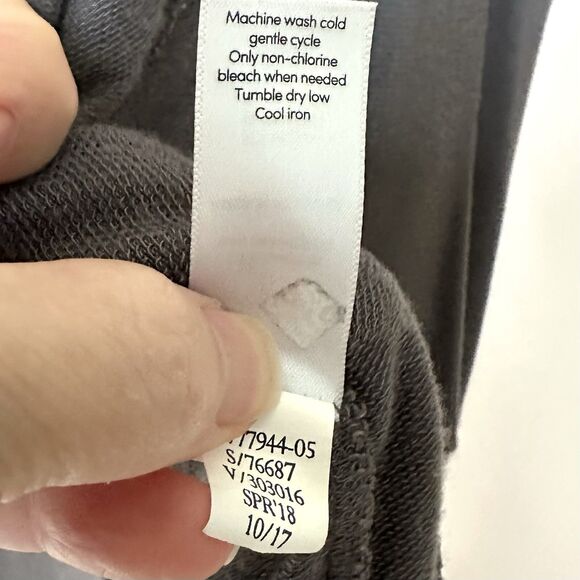 Machine wash cold
gentle cycle
Only non-chlorine
bleach when needed
Tumble dry low
Cool iron
77944-05
S/76687
V/303016
SPR'18
10/17